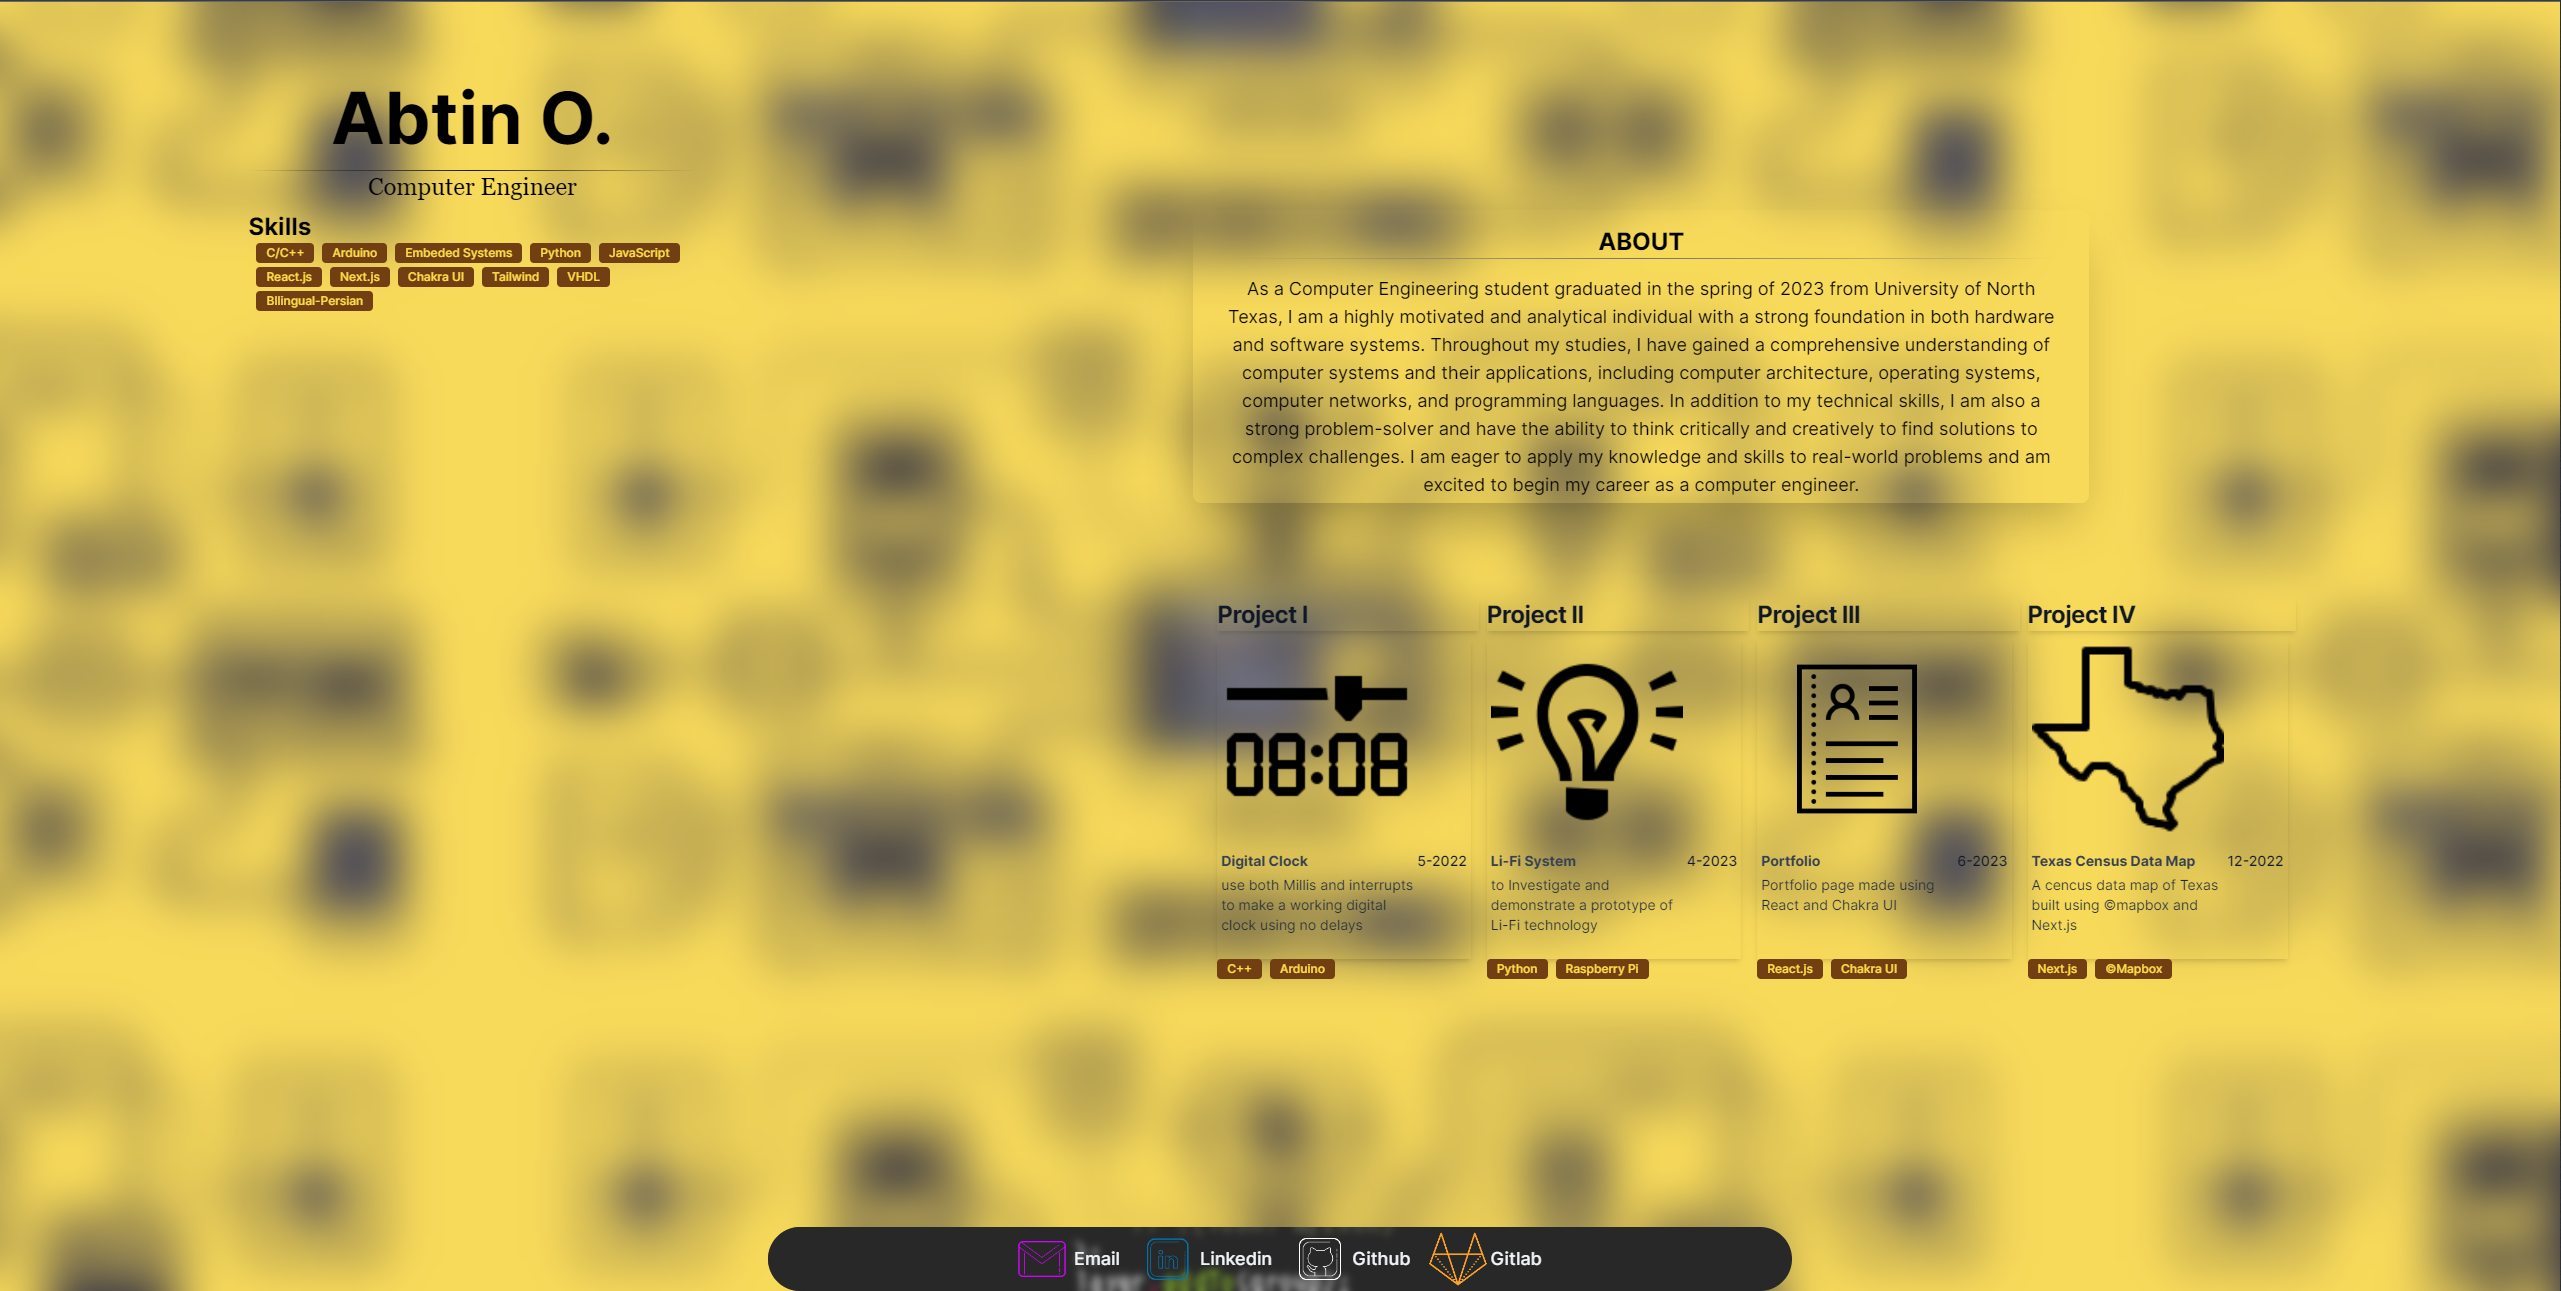 Abtin O.
Computer Engineer
Skills
C/C++ Arduino Embeded Systems Python JavaScript
React.js Next.js Chakra UI Tailwind VHDL
BIlingual-Persian
ABOUT
As a Computer Engineering student graduated in the spring of 2023 from University of North
Texas, I am a highly motivated and analytical individual with a strong foundation in both hardware
and software systems. Throughout my studies, I have gained a comprehensive understanding of
computer systems and their applications, including computer architecture, operating systems,
computer networks, and programming languages. In addition to my technical skills, I am also a
strong problem-solver and have the ability to think critically and creatively to find solutions to
complex challenges. I am eager to apply my knowledge and skills to real-world problems and am
excited to begin my career as a computer engineer.
Project I
08:08
Digital Clock 5-2022
use both Millis and interrupts
to make a working digital
clock using no delays
C++ Arduino
Project II
Li-Fi System 4-2023
to Investigate and
demonstrate a prototype of
Li-Fi technology
Python Raspberry Pi
Project III
Portfolio 6-2023
Portfolio page made using
React and Chakra UI
React.js Chakra UI
Project IV
Texas Census Data Map 12-2022
A cencus data map of Texas
built using ©mapbox and
Next.js
Next.js ©Mapbox
Email in Linkedin Github Gitlab